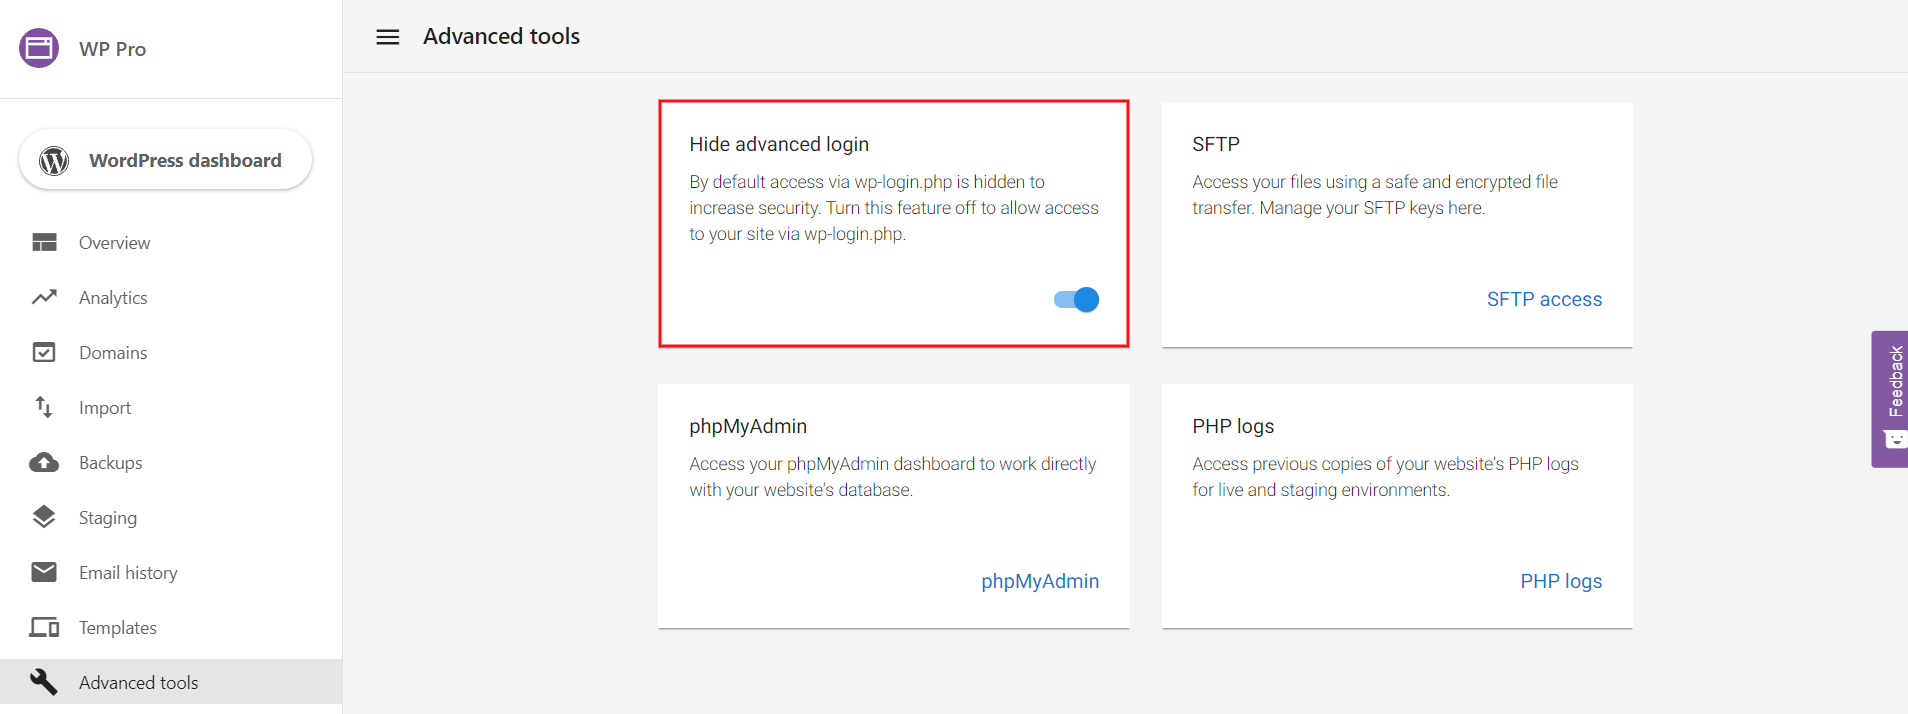 WP Pro
WordPress dashboard
Overview
Analytics
Domains
Import
Backups
Staging
Email history
Templates
Advanced tools
Advanced tools
Hide advanced login
By default access via wp-login.php is hidden to
increase security. Turn this feature off to allow access
to your site via wp-login.php.
SFTP
Access your files using a safe and encrypted file
transfer. Manage your SFTP keys here.
SFTP access
phpMyAdmin
Access your phpMyAdmin dashboard to work directly
with your website's database.
phpMyAdmin
PHP logs
Access previous copies of your website's PHP logs
for live and staging environments.
PHP logs
Feedback